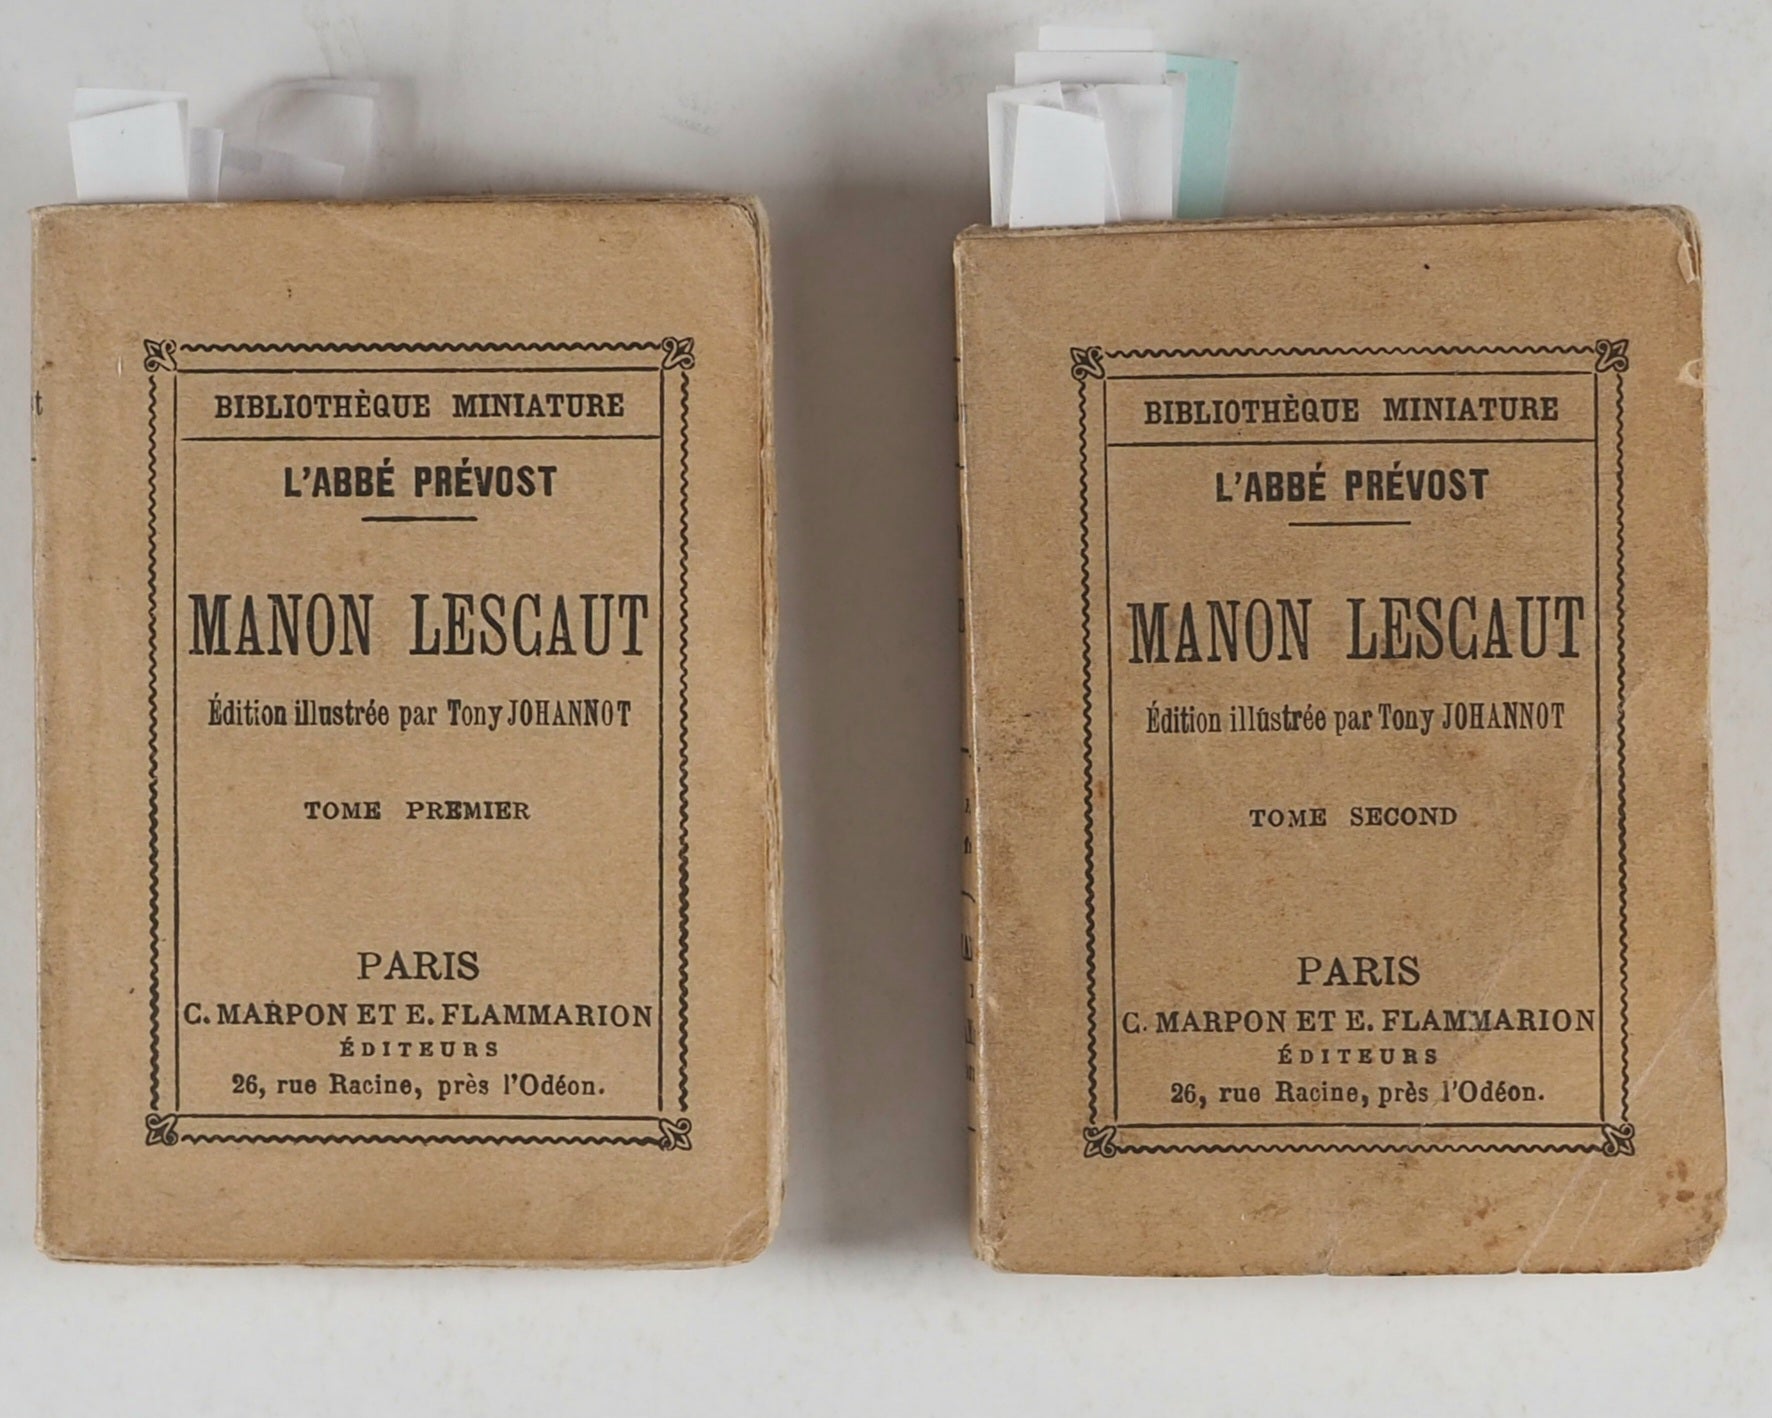 BIBLIOTHÈQUE MINIATURE
L'ABBÉ PRÉVOST
MANON LESCAUT
Édition illustrée par Tony JOHANNOT
TOME PREMIER
PARIS
C. MARPON ET E. FLAMMARION
ÉDITEURS
26, rue Racine, près l'Odéon.
BIBLIOTHÈQUE MINIATURE
L'ABBÉ PRÉVOST
MANON LESCAUT
Édition illustrée par Tony JOHANNOT
TOME SECOND
PARIS
C. MARPON ET E. FLAMMARION
ÉDITEURS
26, rue Racine, près l'Odéon.